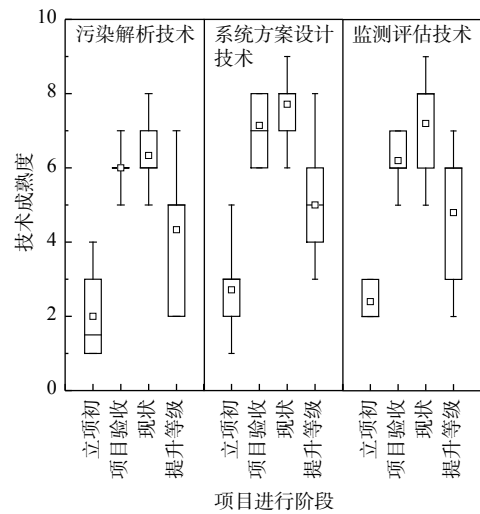 10
8
6
4
2
0
技术成熟度
污染解析技术
系统方案设计
技术
监测评估技术
立项初
项目验收
现状
提升等级
立项初
项目验收
现状
提升等级
立项初
项目验收
现状
提升等级
项目进行阶段